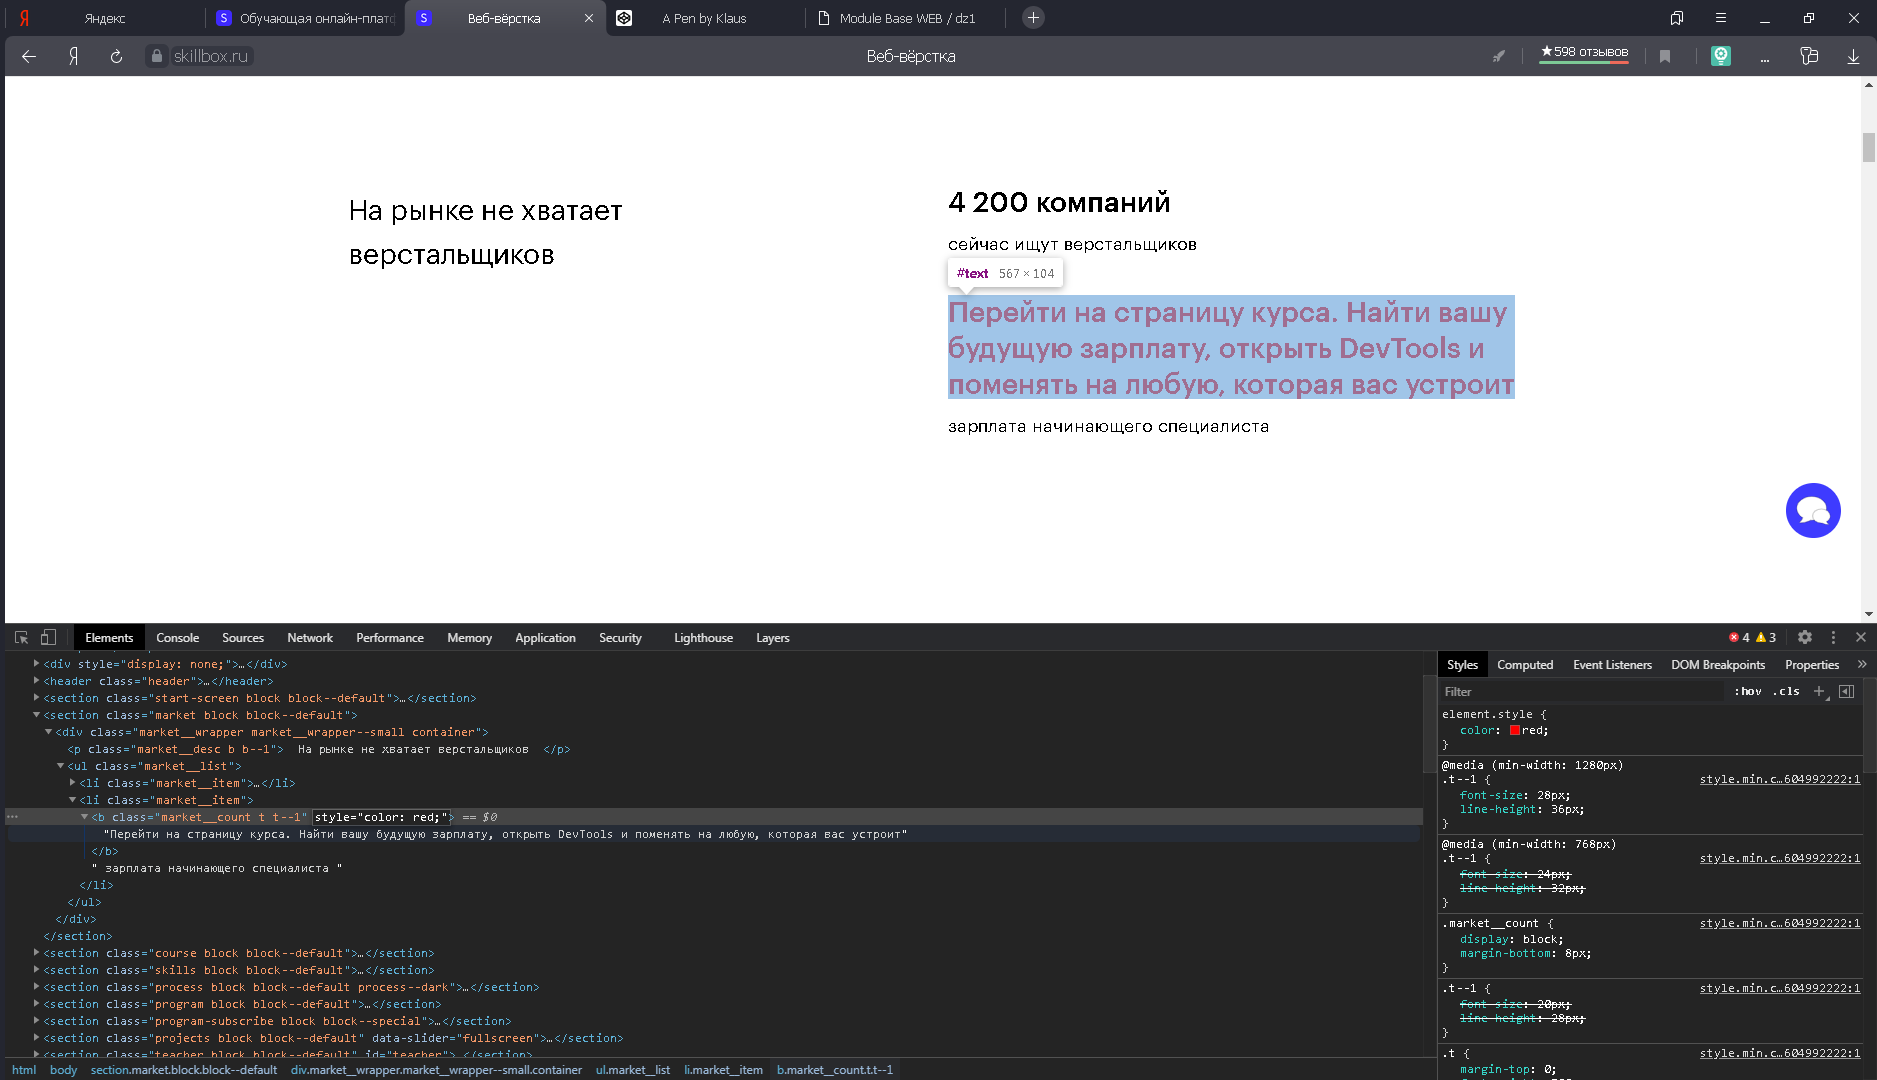 Я
Яндекс
S
Обучающая онлайн-плат
S
Веб-вёрстка
A Pen by Klaus
Module Base WEB / dz1
Я
skillbox.ru
Веб-вёрстка
★598 отзывов
...
На рынке не хватает
верстальщиков
4 200 компаний
сейчас ищут верстальщиков
#text 567 × 104
Перейти на страницу курса. Найти вашу
будущую зарплату, открыть DevTools и
поменять на любую, которая вас устроит
зарплата начинающего специалиста
Elements Console Sources Network Performance Memory Application Security Lighthouse Layers
4 3
<div style="display: none;">…</div>
<header class="header">…</header>
<section class="start-screen block block--default">…</section>
<section class="market block block--default">
<div class="market__wrapper market__wrapper--small container">
<p class="market__desc b b--1"> На рынке не хватает верстальщиков </p>
<ul class="market__list">
<li class="market__item">…</li>
<li class="market__item">
<b class="market__count t t--1" style="color: red;"> == $0
"Перейти на страницу курса. Найти вашу будущую зарплату, открыть DevTools и поменять на любую, которая вас устроит"
</b>
" зарплата начинающего специалиста "
</li>
</ul>
</div>
</section>
<section class="course block block--default">…</section>
<section class="skills block block--default">…</section>
<section class="process block block--default process--dark">…</section>
<section class="program block block--default">…</section>
<section class="program-subscribe block block--special">…</section>
<section class="projects block block--default" data-slider="fullscreen">…</section>
<section class="teacher block block--default" id="teacher">…</section>
html body section.market.block.block--default div.market__wrapper.market__wrapper--small.container ul.market__list li.market__item b.market__count.t.t--1
Styles Computed Event Listeners DOM Breakpoints Properties »
Filter :hov .cls +
element.style {
color: red;
}
@media (min-width: 1280px)
.t--1 { style.min.c…604992222:1
font-size: 28px;
line-height: 36px;
}
@media (min-width: 768px)
.t--1 { style.min.c…604992222:1
font-size: 24px;
line-height: 32px;
}
.market__count { style.min.c…604992222:1
display: block;
margin-bottom: 8px;
}
.t--1 { style.min.c…604992222:1
font-size: 20px;
line-height: 28px;
}
.t { style.min.c…604992222:1
margin-top: 0;